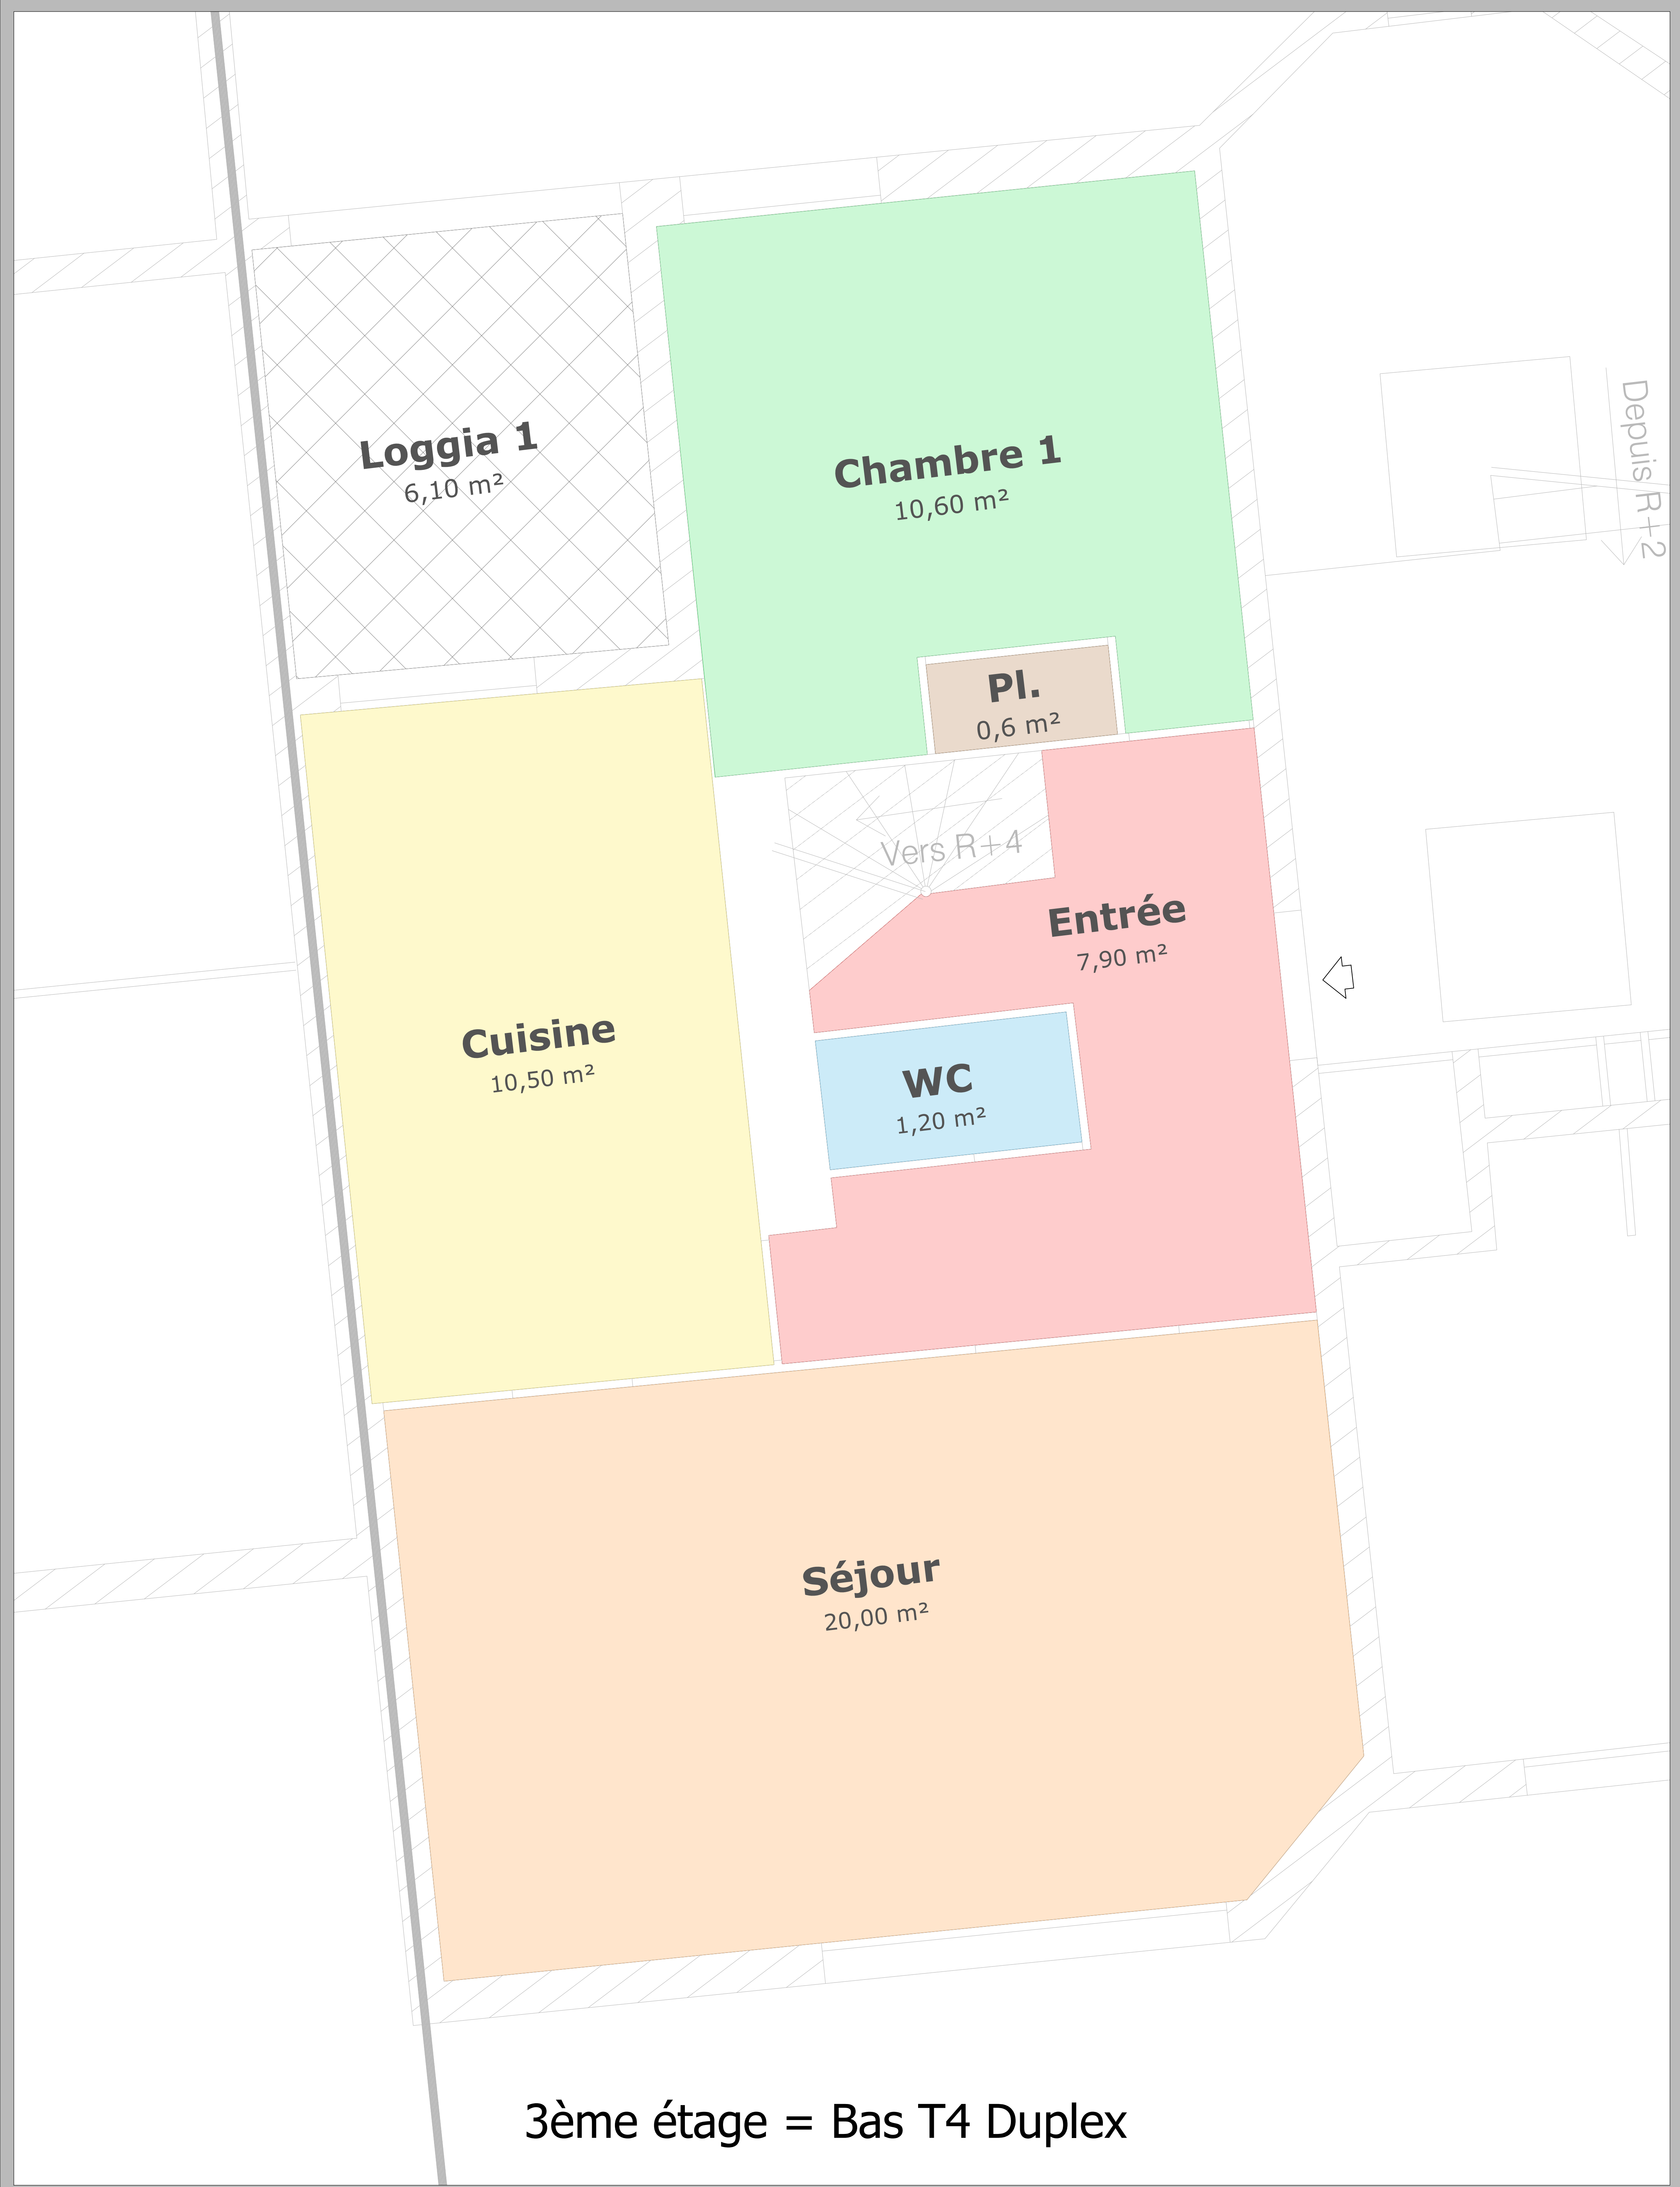 Depuis R+2
Loggia 1
6,10 m²
Chambre 1
10,60 m²
Pl.
0,6 m²
Vers R+4
Entrée
7,90 m²
Cuisine
10,50 m²
WC
1,20 m²
Séjour
20,00 m²
3ème étage = Bas T4 Duplex